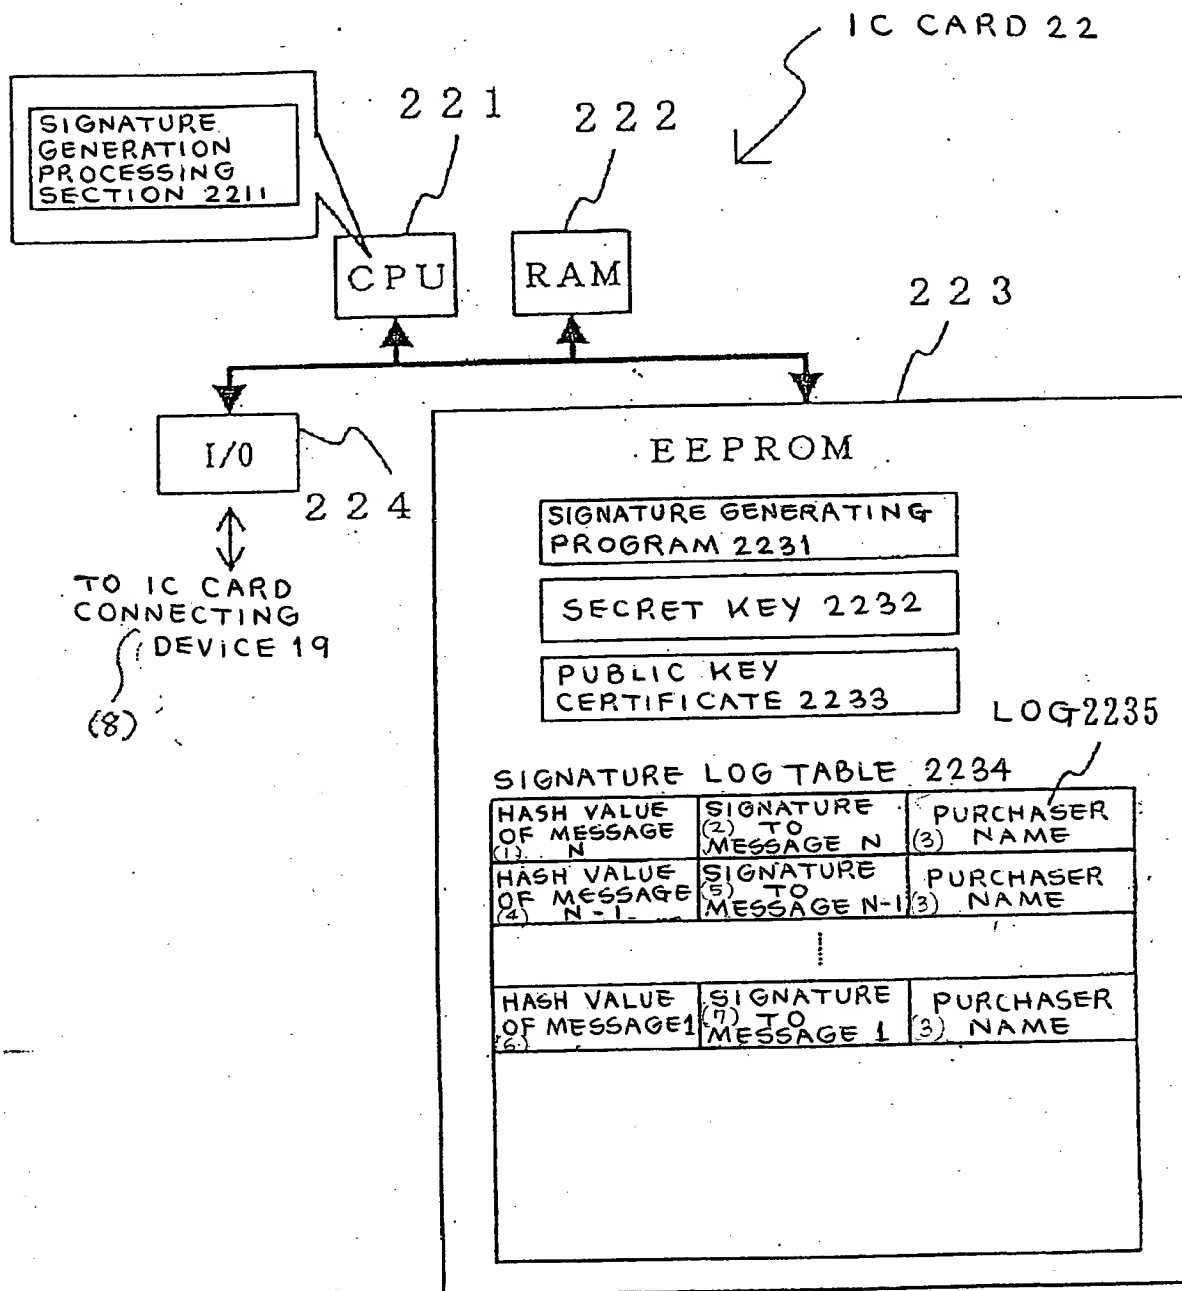 IC CARD 22
SIGNATURE
GENERATION
PROCESSING
SECTION 2211
221
222
CPU
RAM
223
I/O
224
TO IC CARD
CONNECTING
DEVICE 19
(8)
EEPROM
SIGNATURE GENERATING
PROGRAM 2231
SECRET KEY 2232
PUBLIC KEY
CERTIFICATE 2233
LOG2235
SIGNATURE LOG TABLE 2234
HASH VALUE
OF MESSAGE
(1) N
SIGNATURE
(2) TO
MESSAGE N
PURCHASER
(3) NAME
HASH VALUE
OF MESSAGE
(4) N-1
SIGNATURE
(5) TO
MESSAGE N-1
PURCHASER
(3) NAME
HASH VALUE
OF MESSAGE1
(6)
SIGNATURE
(7) TO
MESSAGE 1
PURCHASER
(3) NAME